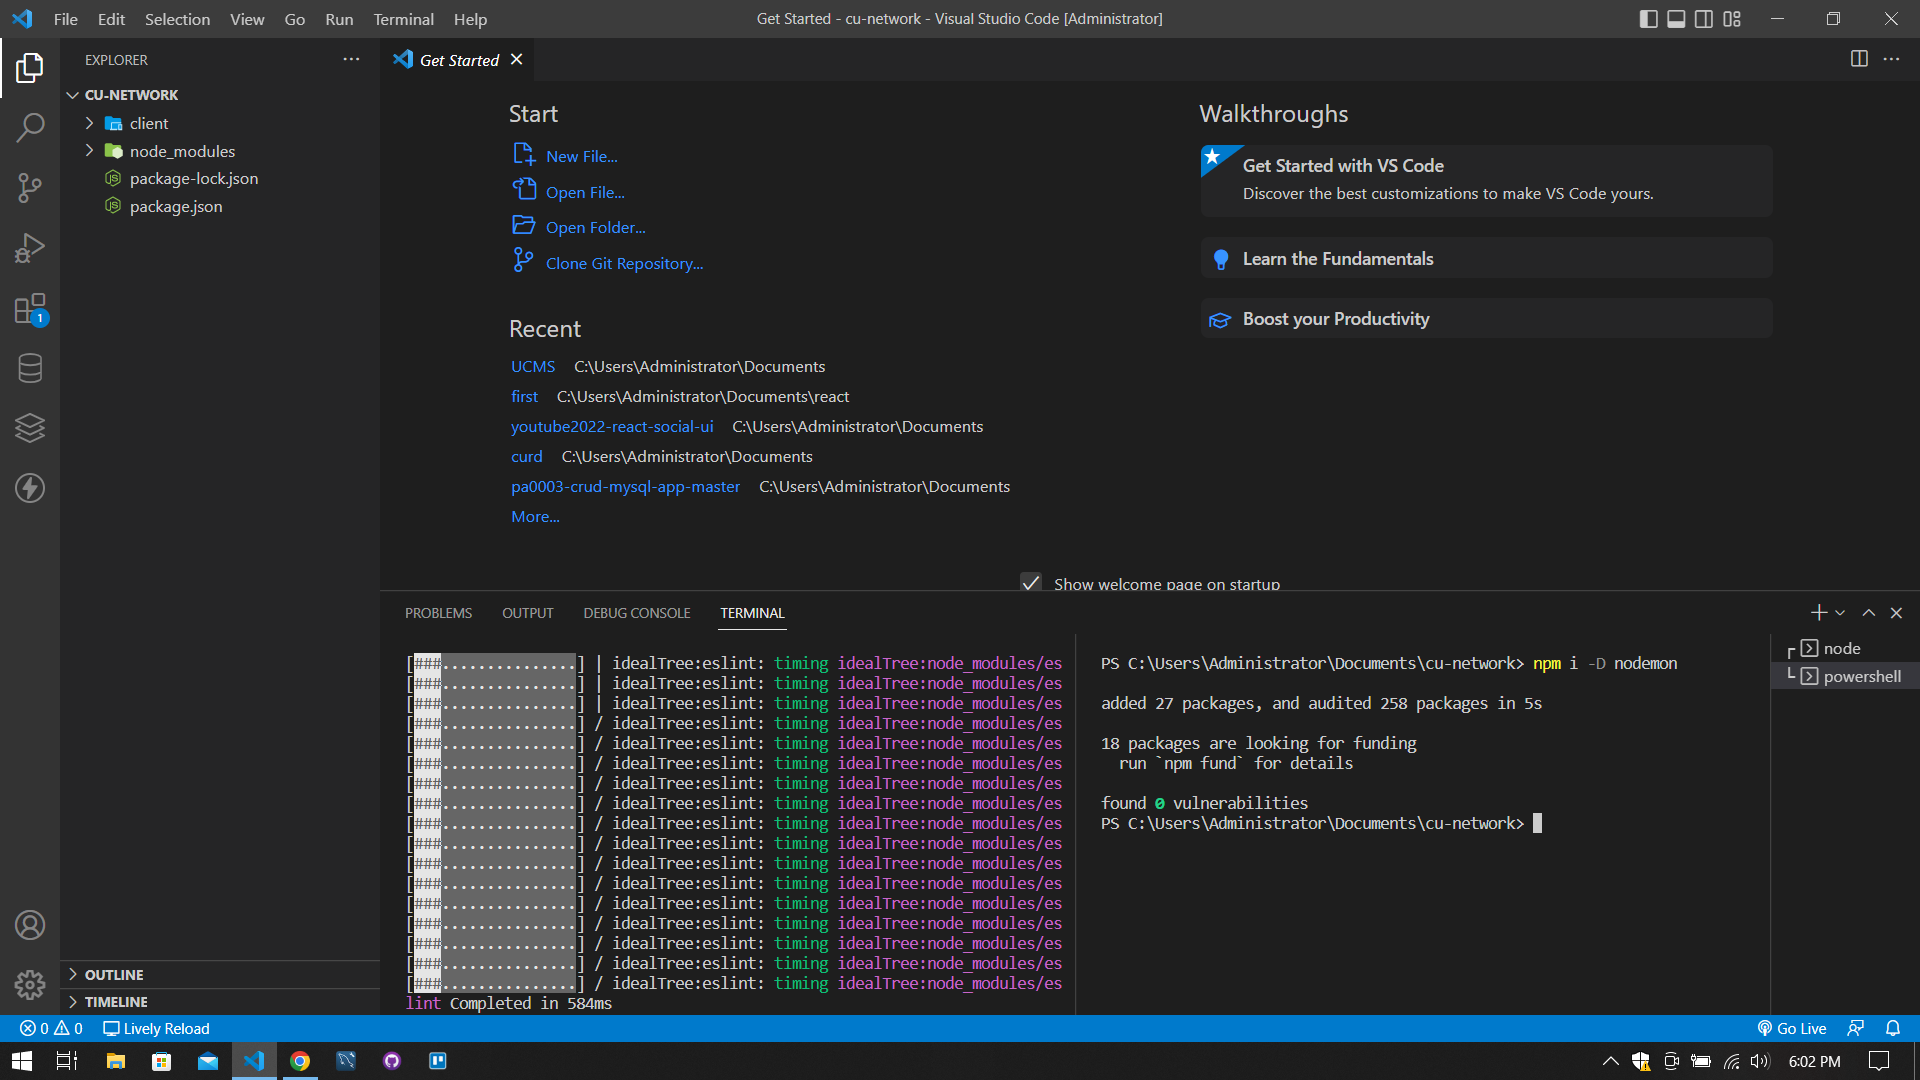 File Edit Selection View Go Run Terminal Help
Get Started - cu-network - Visual Studio Code [Administrator]
EXPLORER
CU-NETWORK
client
node_modules
package-lock.json
package.json
1
OUTLINE
TIMELINE
Get Started
Start
New File...
Open File...
Open Folder...
Clone Git Repository...
Recent
UCMS C:\Users\Administrator\Documents
first C:\Users\Administrator\Documents\react
youtube2022-react-social-ui C:\Users\Administrator\Documents
curd C:\Users\Administrator\Documents
pa0003-crud-mysql-app-master C:\Users\Administrator\Documents
More...
Walkthroughs
Get Started with VS Code
Discover the best customizations to make VS Code yours.
Learn the Fundamentals
Boost your Productivity
Show welcome page on startup
PROBLEMS OUTPUT DEBUG CONSOLE TERMINAL
[###...............] | idealTree:eslint: timing idealTree:node_modules/es
[###...............] | idealTree:eslint: timing idealTree:node_modules/es
[###...............] | idealTree:eslint: timing idealTree:node_modules/es
[###...............] / idealTree:eslint: timing idealTree:node_modules/es
[###...............] / idealTree:eslint: timing idealTree:node_modules/es
[###...............] / idealTree:eslint: timing idealTree:node_modules/es
[###...............] / idealTree:eslint: timing idealTree:node_modules/es
[###...............] / idealTree:eslint: timing idealTree:node_modules/es
[###...............] / idealTree:eslint: timing idealTree:node_modules/es
[###...............] / idealTree:eslint: timing idealTree:node_modules/es
[###...............] / idealTree:eslint: timing idealTree:node_modules/es
[###...............] / idealTree:eslint: timing idealTree:node_modules/es
[###...............] / idealTree:eslint: timing idealTree:node_modules/es
[###...............] / idealTree:eslint: timing idealTree:node_modules/es
[###...............] / idealTree:eslint: timing idealTree:node_modules/es
[###...............] / idealTree:eslint: timing idealTree:node_modules/es
[###...............] / idealTree:eslint: timing idealTree:node_modules/es
lint Completed in 584ms
PS C:\Users\Administrator\Documents\cu-network> npm i -D nodemon
added 27 packages, and audited 258 packages in 5s
18 packages are looking for funding
run `npm fund` for details
found 0 vulnerabilities
PS C:\Users\Administrator\Documents\cu-network>
node
powershell
0 0 Lively Reload
Go Live
6:02 PM